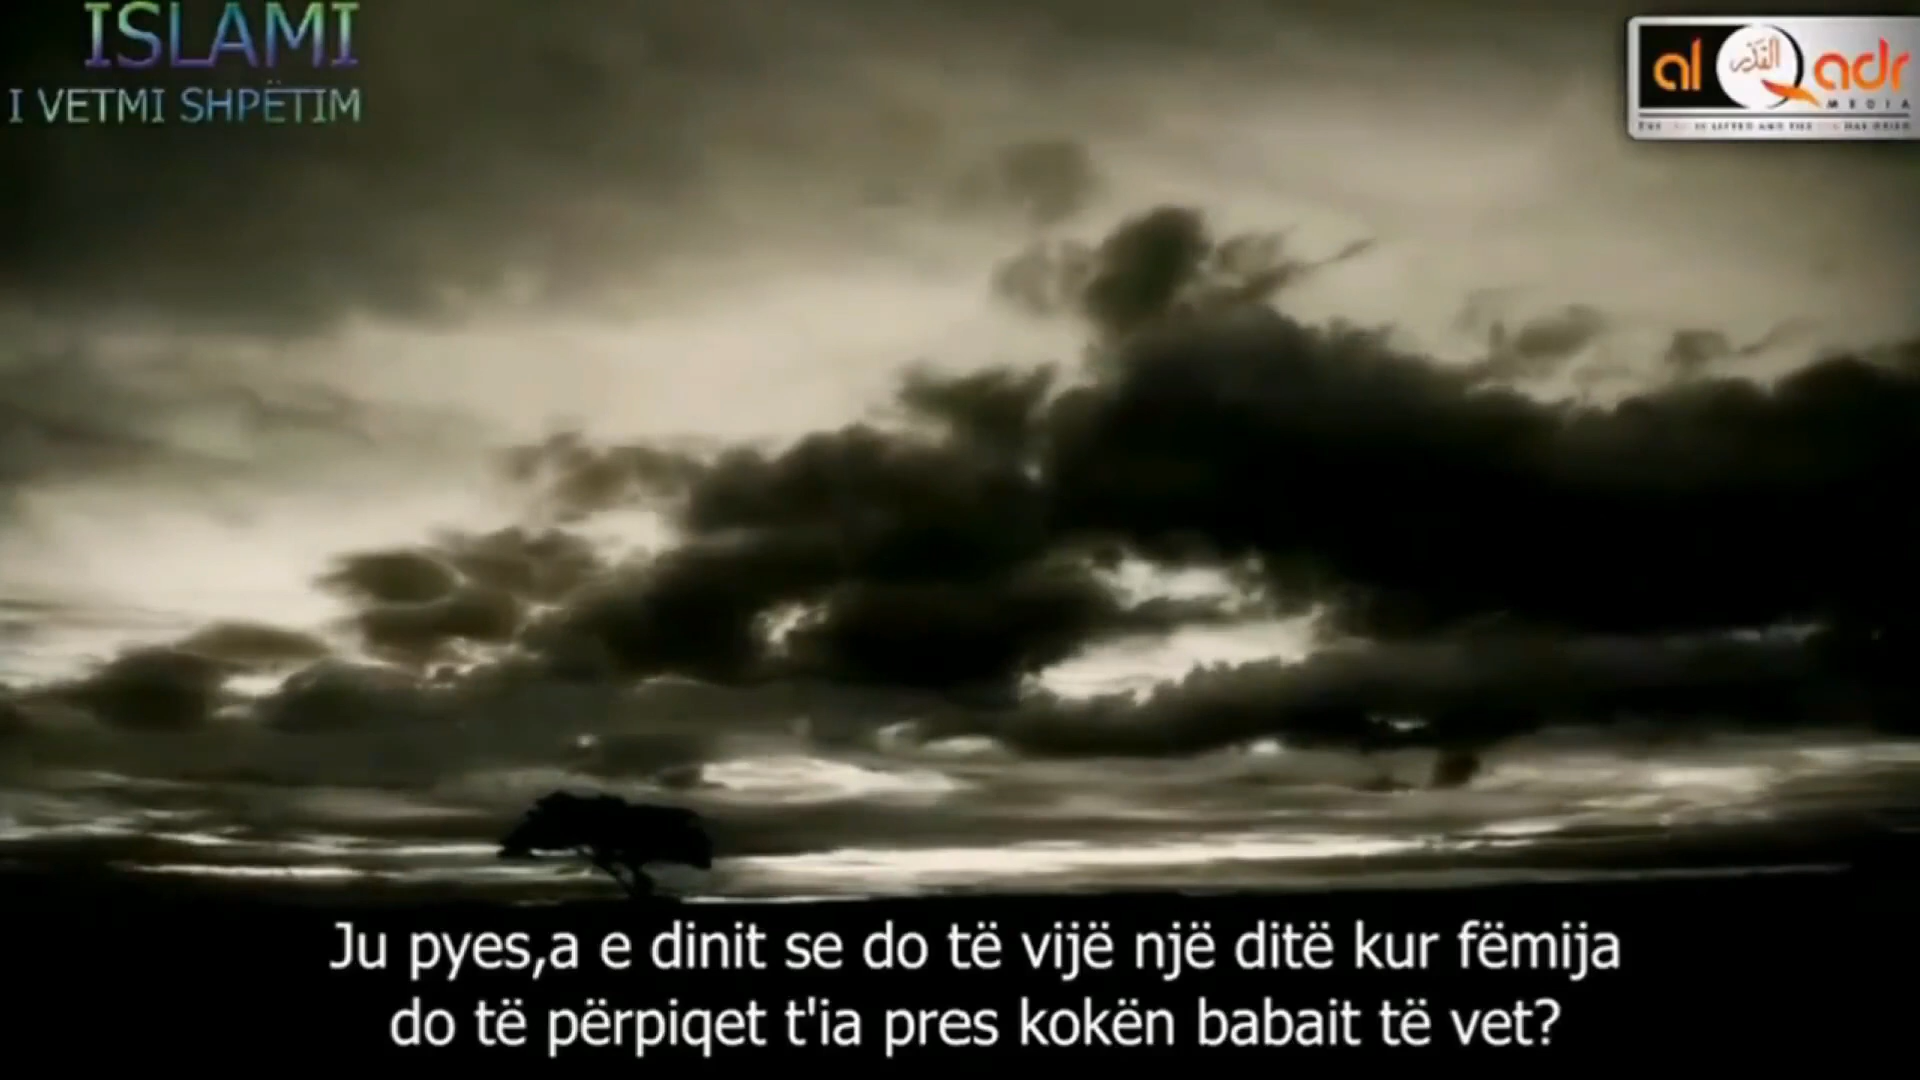 ISLAMI
I VETMI SHPËTIM
al Qadr
القدر
MEDIA
Ju pyes,a e dinit se do të vijë një ditë kur fëmija
do të përpiqet t'ia pres kokën babait të vet?